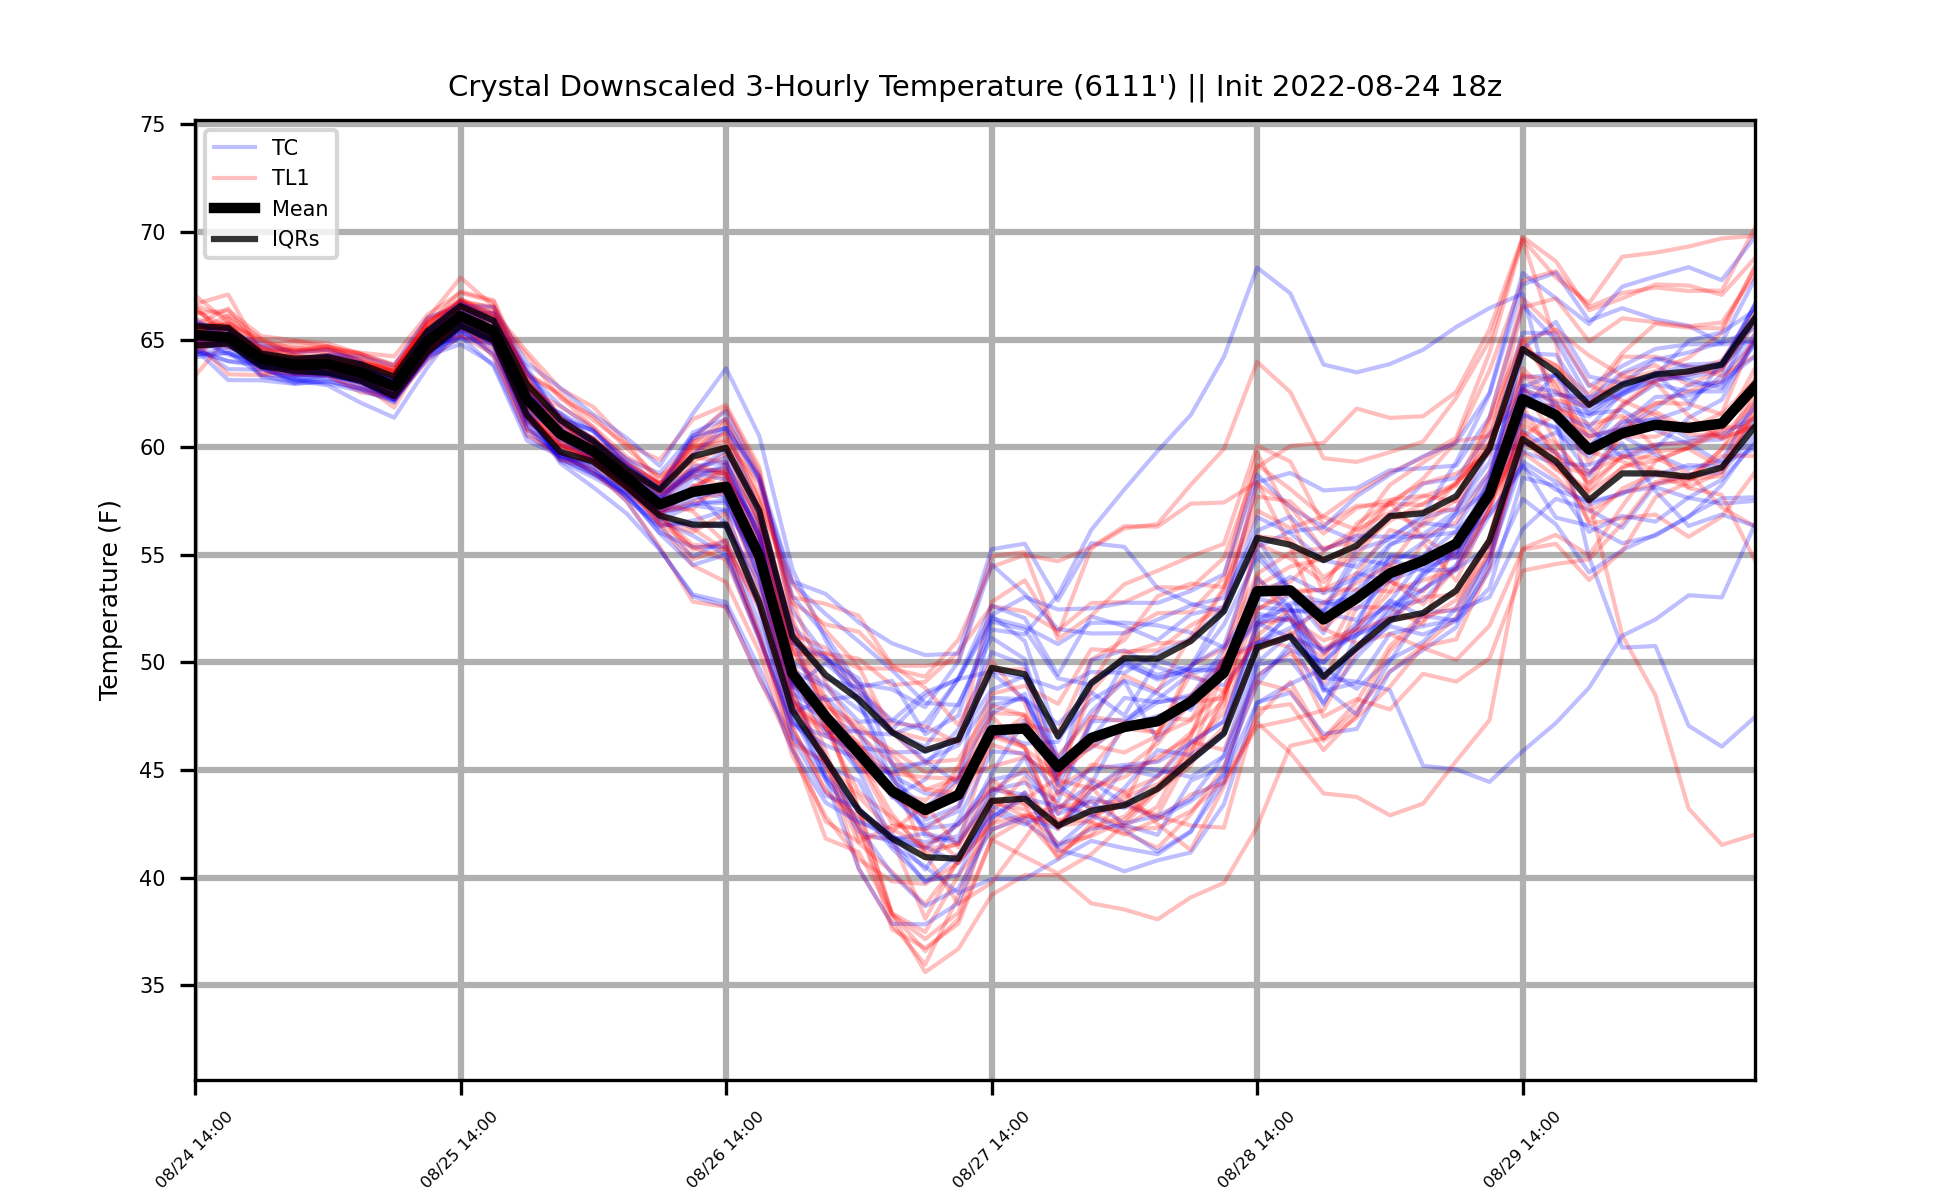 Crystal Downscaled 3-Hourly Temperature (6111') || Init 2022-08-24 18z
TC
TL1
Mean
IQRs
Temperature (F)
75
70
65
60
55
50
45
40
35
08/24 14:00
08/25 14:00
08/26 14:00
08/27 14:00
08/28 14:00
08/29 14:00